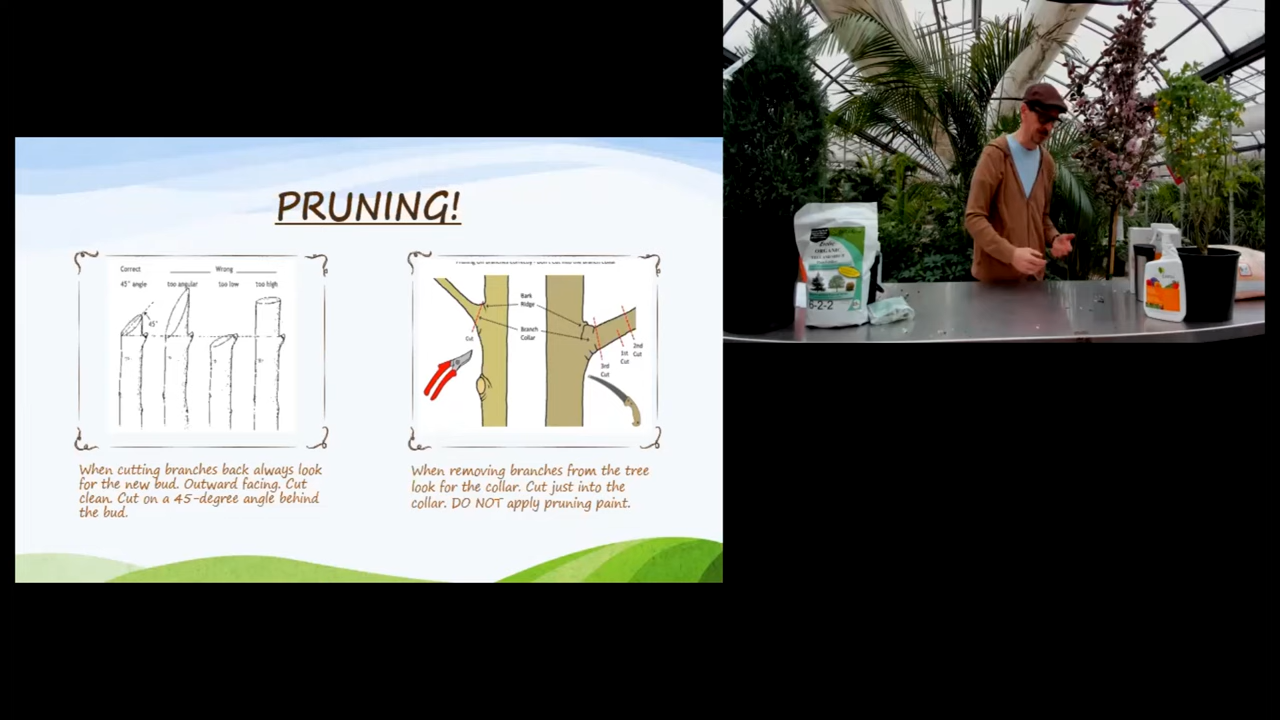 PRUNING!
Correct Wrong
45° angle too angular too low too high
45°
Bark
Ridge
Branch
Collar
Cut
1st
Cut
2nd
Cut
3rd
Cut
When cutting branches back always look
for the new bud. Outward facing. Cut
clean. Cut on a 45-degree angle behind
the bud.
When removing branches from the tree
look for the collar. Cut just into the
collar. DO NOT apply pruning paint.
ORGANIC